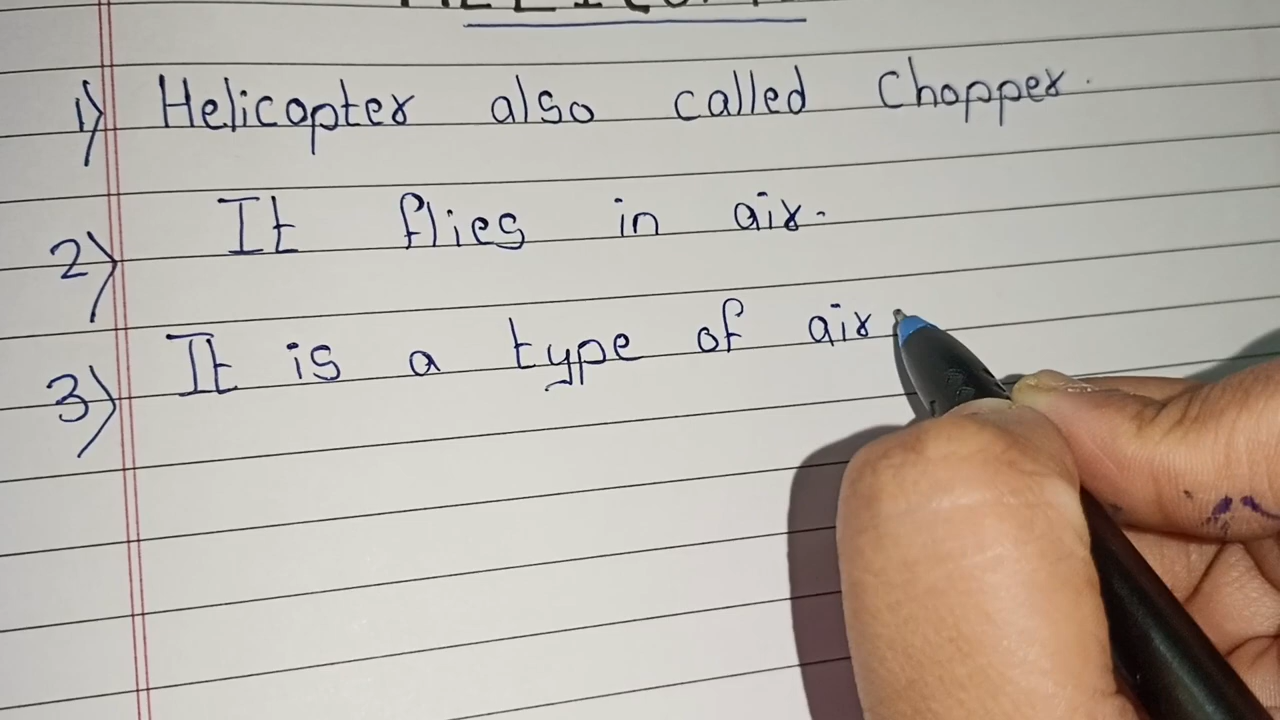 1) Helicopter also called Chopper.
2) It flies in air.
3) It is a type of air